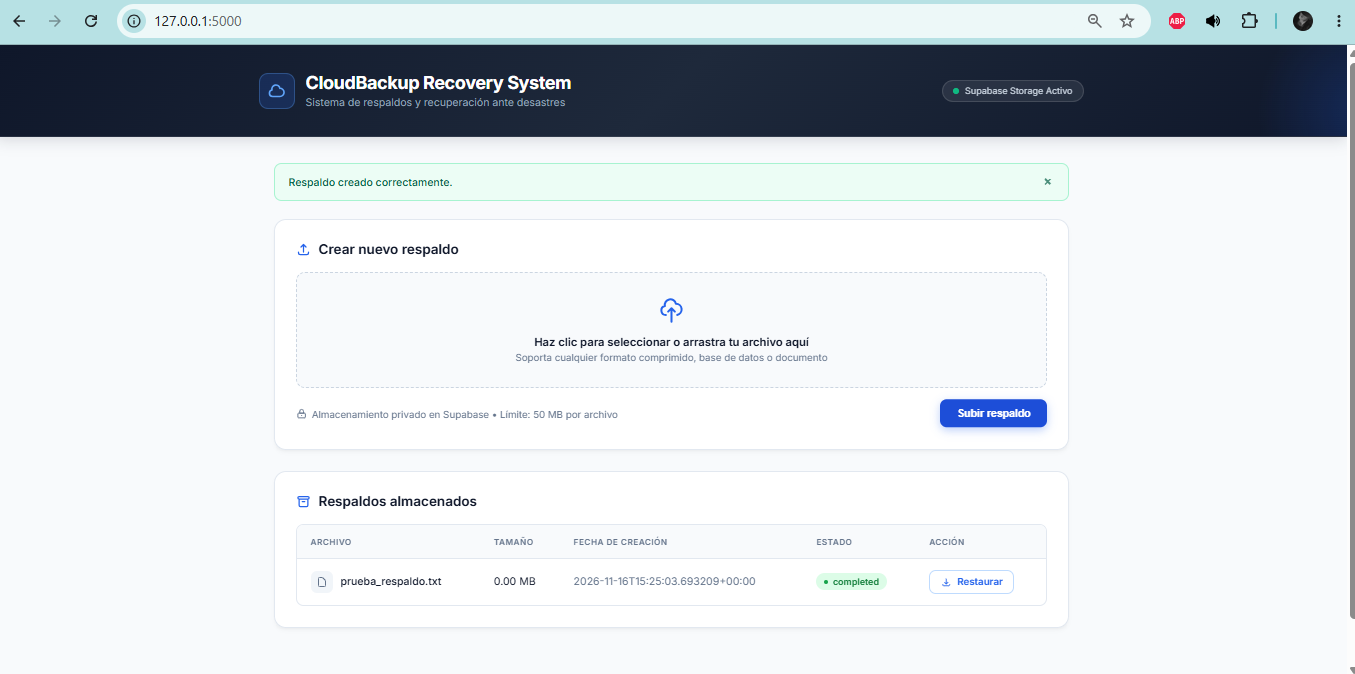 127.0.0.1:5000
ABP
CloudBackup Recovery System
Sistema de respaldos y recuperación ante desastres
Supabase Storage Activo
Respaldo creado correctamente.
×
Crear nuevo respaldo
Haz clic para seleccionar o arrastra tu archivo aquí
Soporta cualquier formato comprimido, base de datos o documento
Almacenamiento privado en Supabase • Límite: 50 MB por archivo
Subir respaldo
Respaldos almacenados
ARCHIVO TAMAÑO FECHA DE CREACIÓN ESTADO ACCIÓN
prueba_respaldo.txt 0.00 MB 2026-11-16T15:25:03.693209+00:00 completed Restaurar